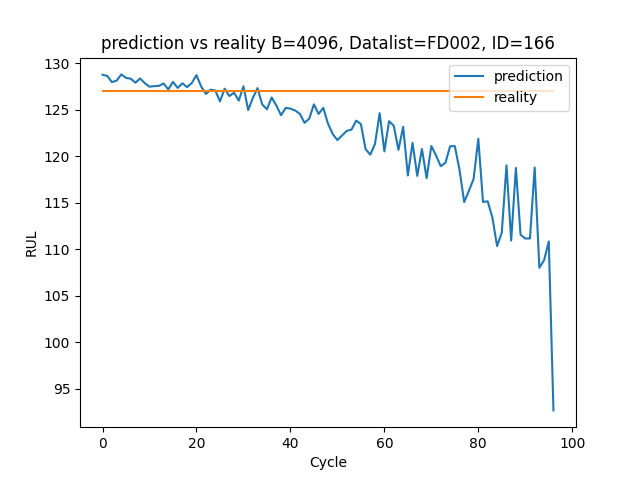 prediction vs reality B=4096, Datalist=FD002, ID=166
130
125
120
115
110
105
100
95
RUL
prediction
reality
0 20 40 60 80 100
Cycle